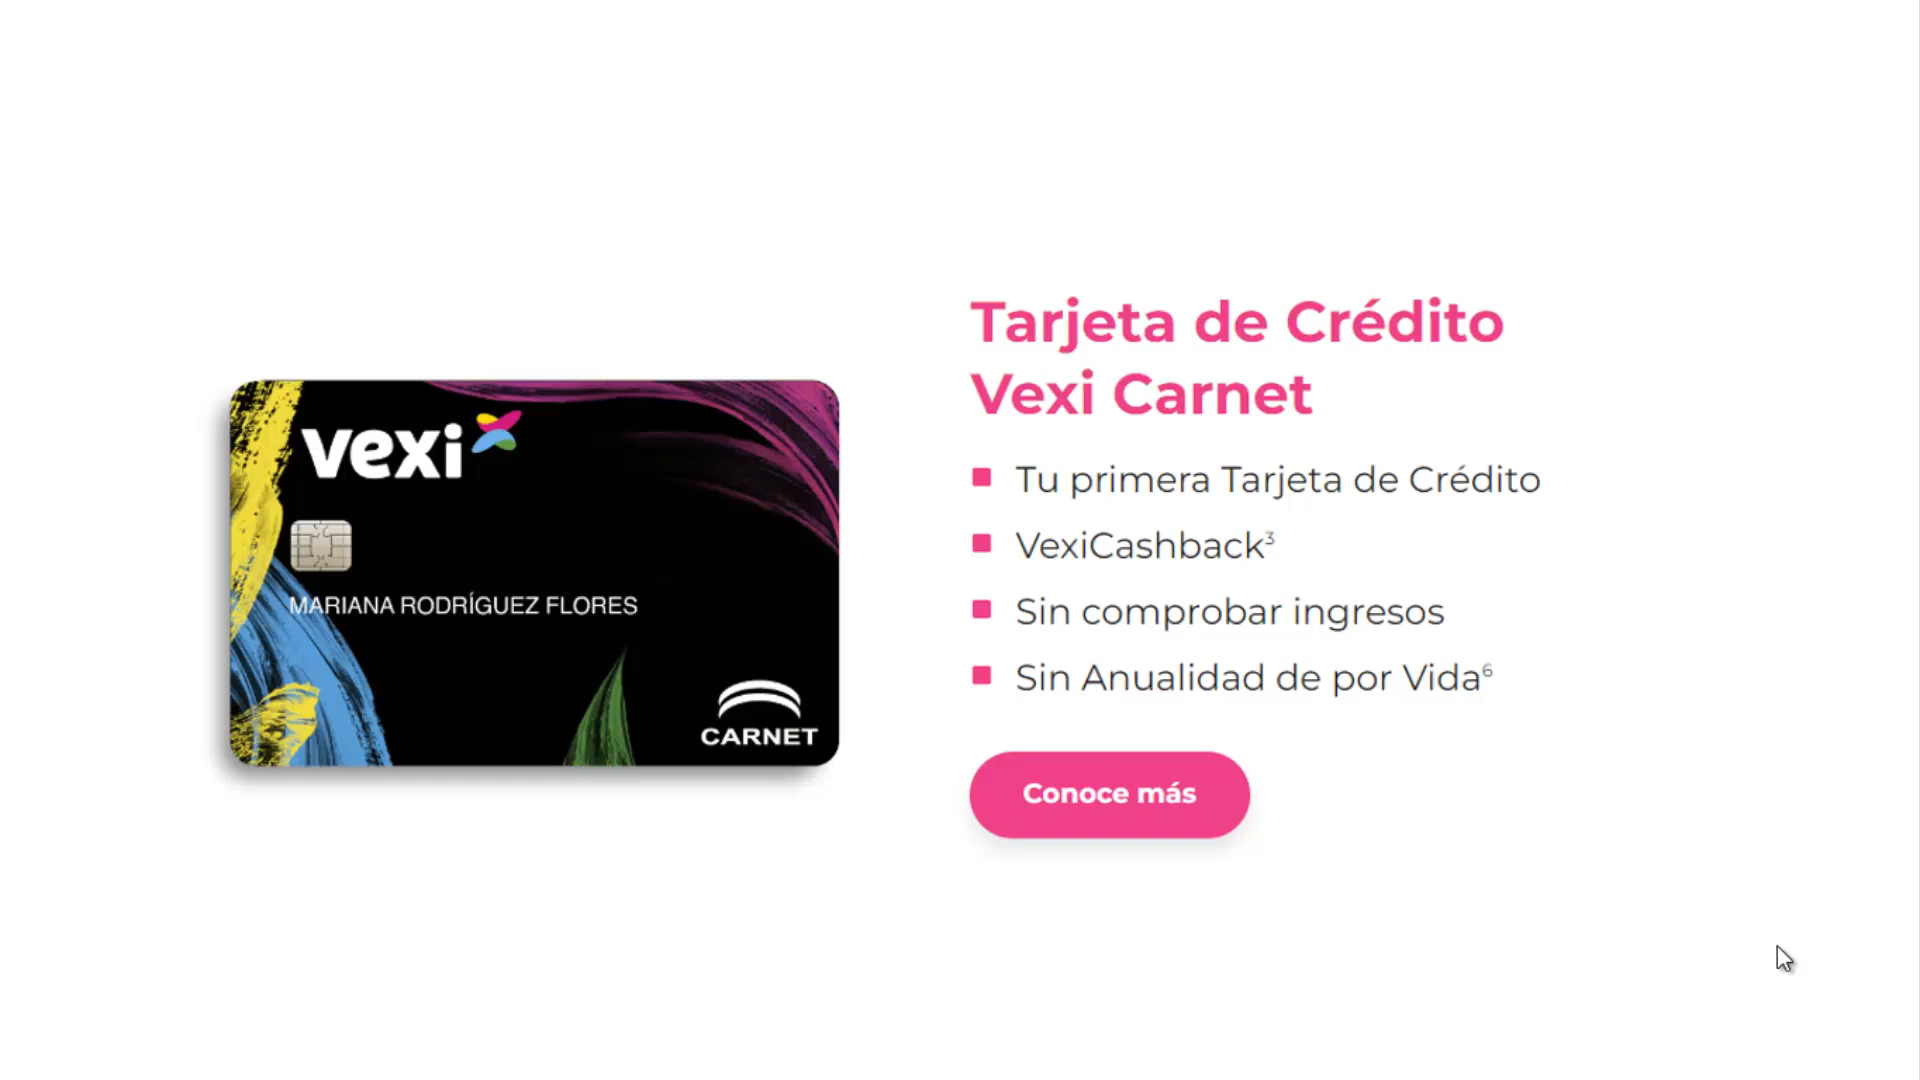 vexi
MARIANA RODRÍGUEZ FLORES
CARNET
Tarjeta de Crédito
Vexi Carnet
Tu primera Tarjeta de Crédito
VexiCashback³
Sin comprobar ingresos
Sin Anualidad de por Vida⁶
Conoce más